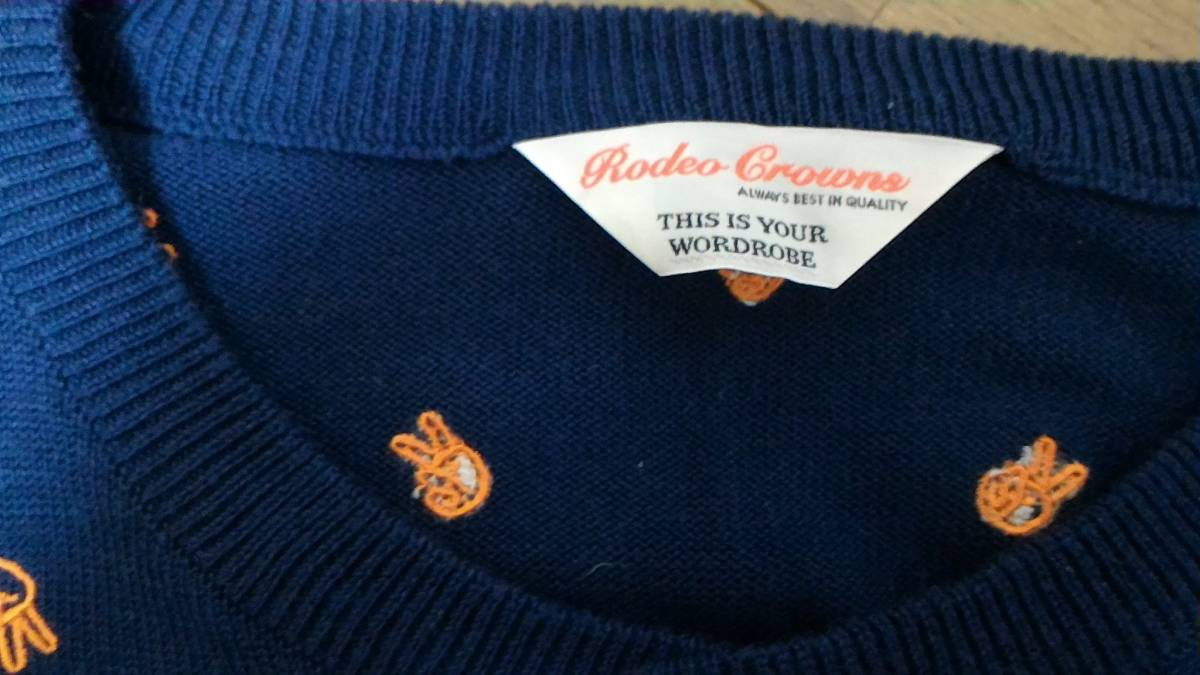 Rodeo Crowns
ALWAYS BEST IN QUALITY
THIS IS YOUR
WORDROBE